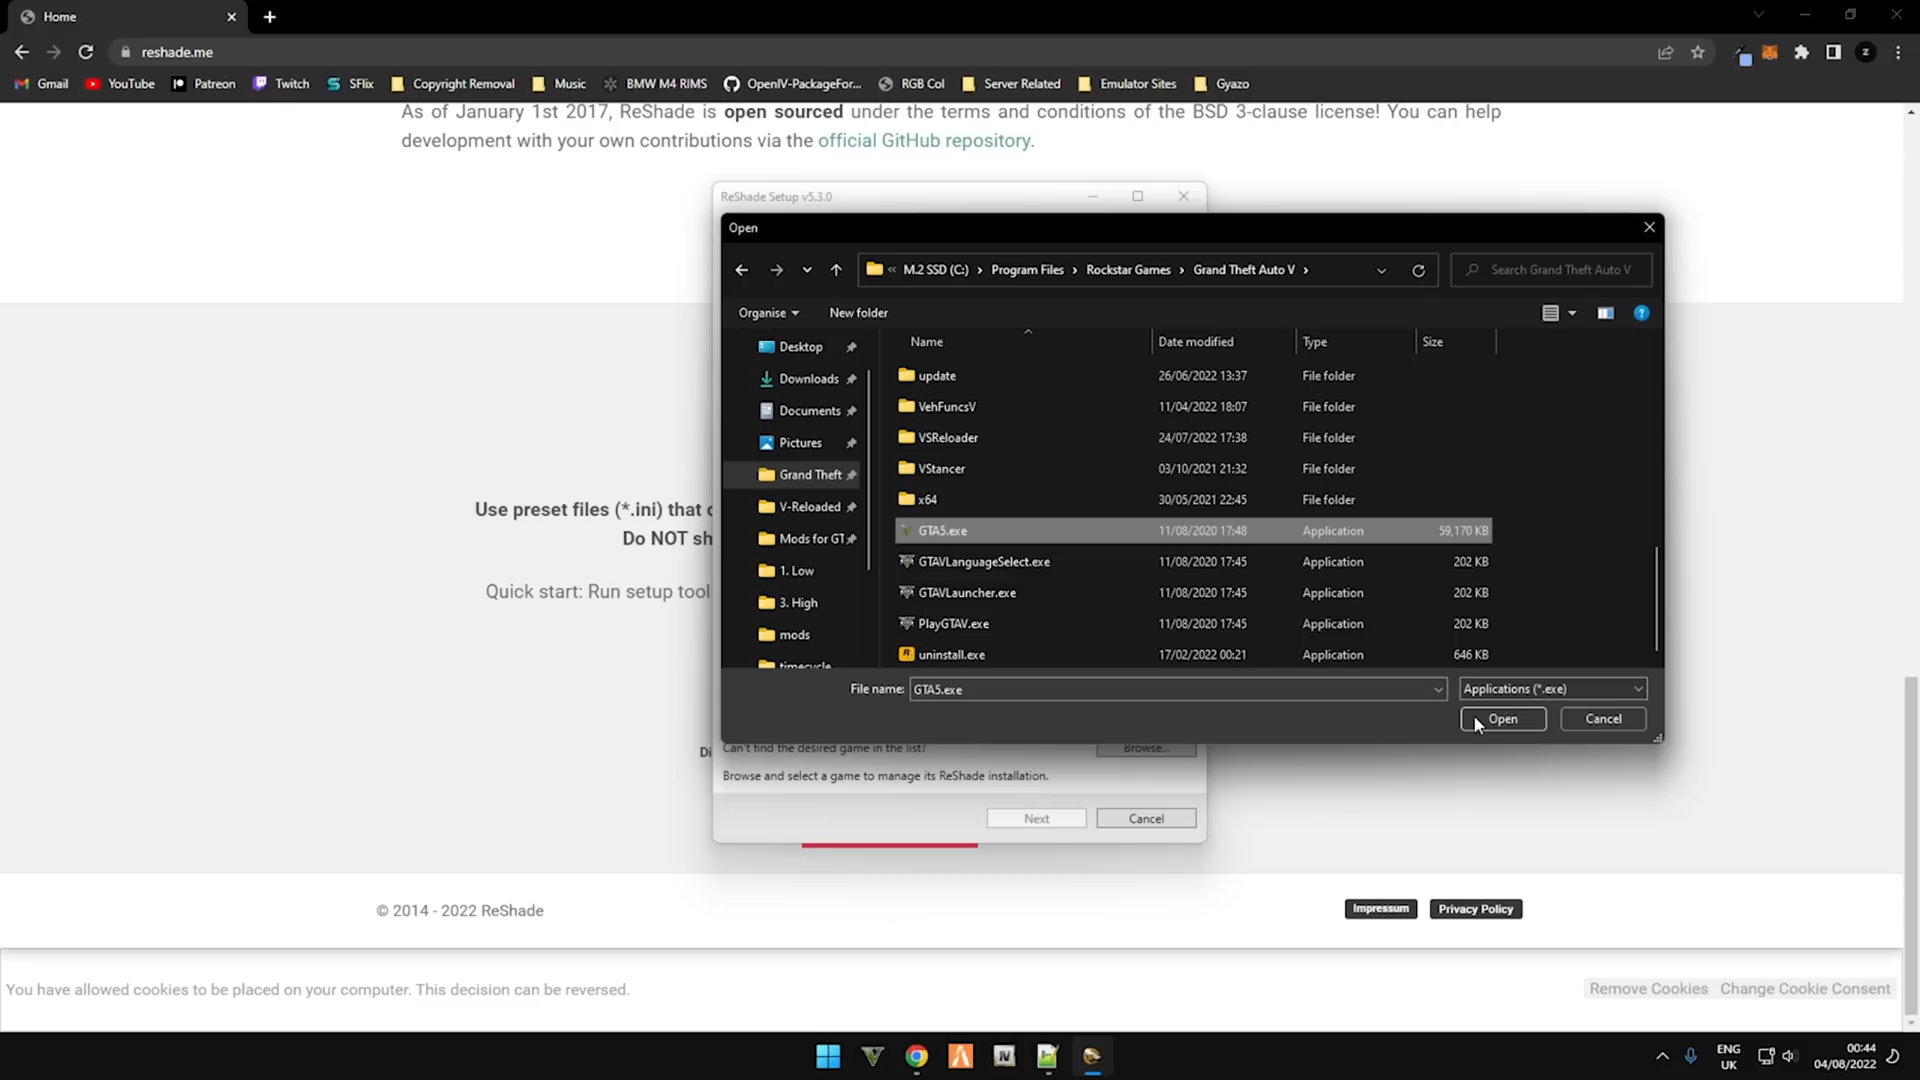 Home
reshade.me
Gmail YouTube Patreon Twitch SFlix Copyright Removal Music BMW M4 RIMS OpenIV-PackageFor... RGB Col Server Related Emulator Sites Gyazo
As of January 1st 2017, ReShade is open sourced under the terms and conditions of the BSD 3-clause license! You can help
development with your own contributions via the official GitHub repository.
ReShade Setup v5.3.0
Open
« M.2 SSD (C:) › Program Files › Rockstar Games › Grand Theft Auto V ›
Search Grand Theft Auto V
Organise
New folder
Name Date modified Type Size
Desktop
Downloads
Documents
Pictures
Grand Theft
V-Reloaded
Mods for GT
1. Low
3. High
mods
timecycle
update 26/06/2022 13:37 File folder
VehFuncsV 11/04/2022 18:07 File folder
VSReloader 24/07/2022 17:38 File folder
VStancer 03/10/2021 21:32 File folder
x64 30/05/2021 22:45 File folder
GTA5.exe 11/08/2020 17:48 Application 59,170 KB
GTAVLanguageSelect.exe 11/08/2020 17:45 Application 202 KB
GTAVLauncher.exe 11/08/2020 17:45 Application 202 KB
PlayGTAV.exe 11/08/2020 17:45 Application 202 KB
uninstall.exe 17/02/2022 00:21 Application 646 KB
File name: GTA5.exe
Applications (*.exe)
Open
Cancel
Use preset files (*.ini) that
Do NOT sh
Quick start: Run setup tool
Di
Can't find the desired game in the list?
Browse...
Browse and select a game to manage its ReShade installation.
Next
Cancel
© 2014 - 2022 ReShade
Impressum
Privacy Policy
You have allowed cookies to be placed on your computer. This decision can be reversed.
Remove Cookies
Change Cookie Consent
ENG
UK
00:44
04/08/2022